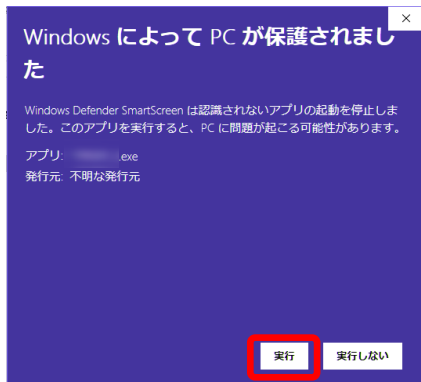 Windows によって PC が保護されまし
た
Windows Defender SmartScreen は認識されないアプリの起動を停止しま
した。このアプリを実行すると、PC に問題が起こる可能性があります。
アプリ: .exe
発行元: 不明な発行元
実行 実行しない